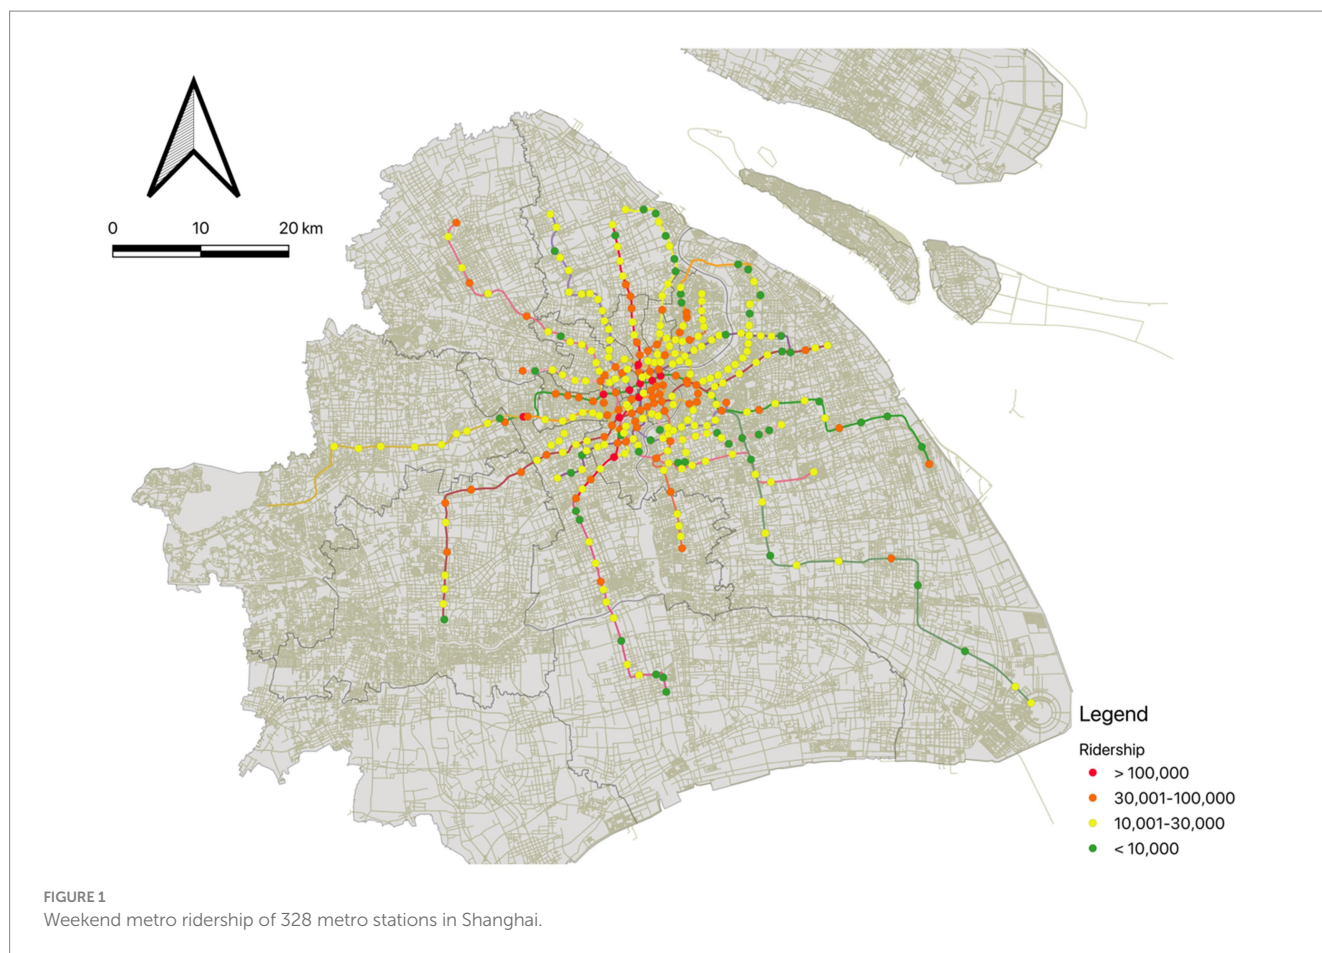 0 10 20 km
Legend
Ridership
> 100,000
30,001-100,000
10,001-30,000
< 10,000
FIGURE 1
Weekend metro ridership of 328 metro stations in Shanghai.